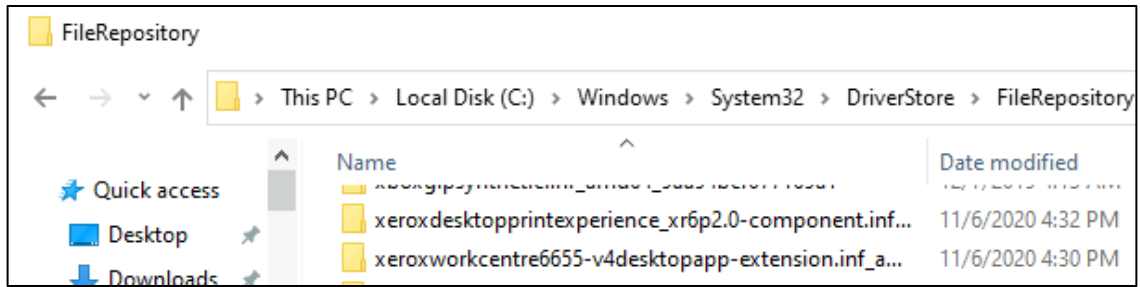 FileRepository
This PC > Local Disk (C:) > Windows > System32 > DriverStore > FileRepository
Name Date modified
Quick access
xeroxdesktopprintexperience_xr6p2.0-component.inf... 11/6/2020 4:32 PM
Desktop
xeroxworkcentre6655-v4desktopapp-extension.inf_a... 11/6/2020 4:30 PM
Downloads